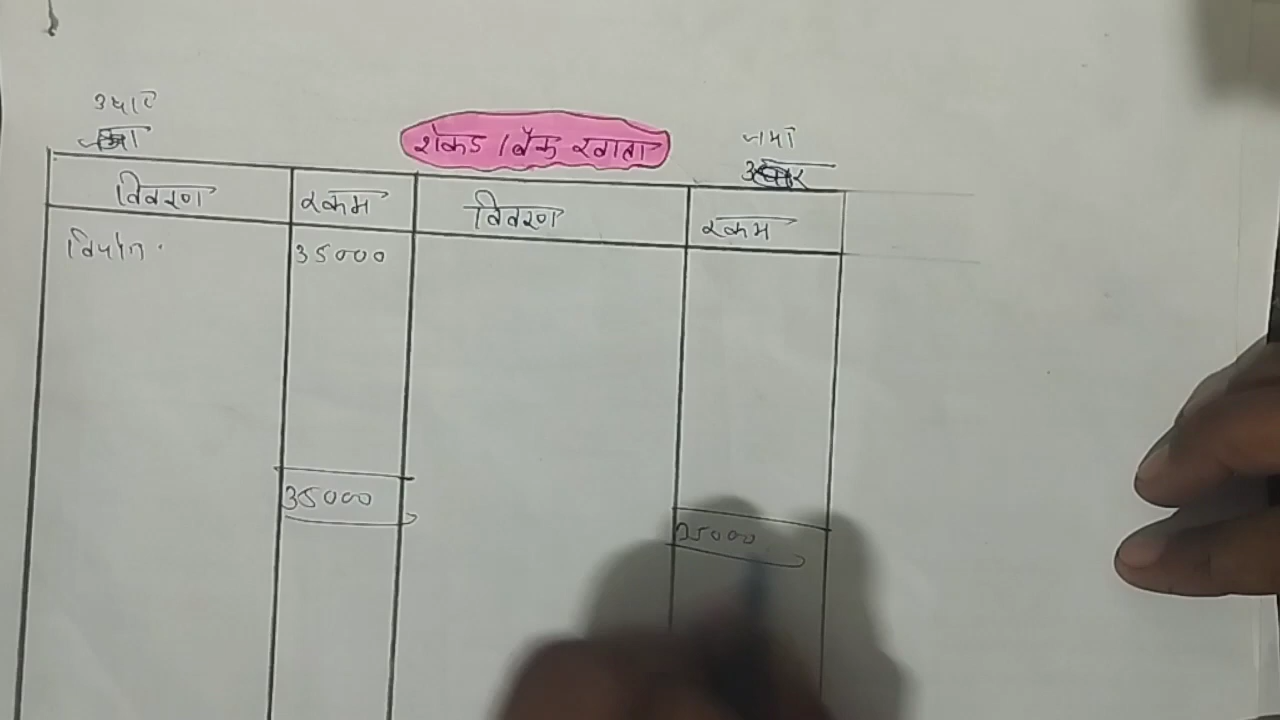 उधार
शेकड / बैंक खाता
जमा
विवरण रकम विवरण रकम
35000
35000
35000